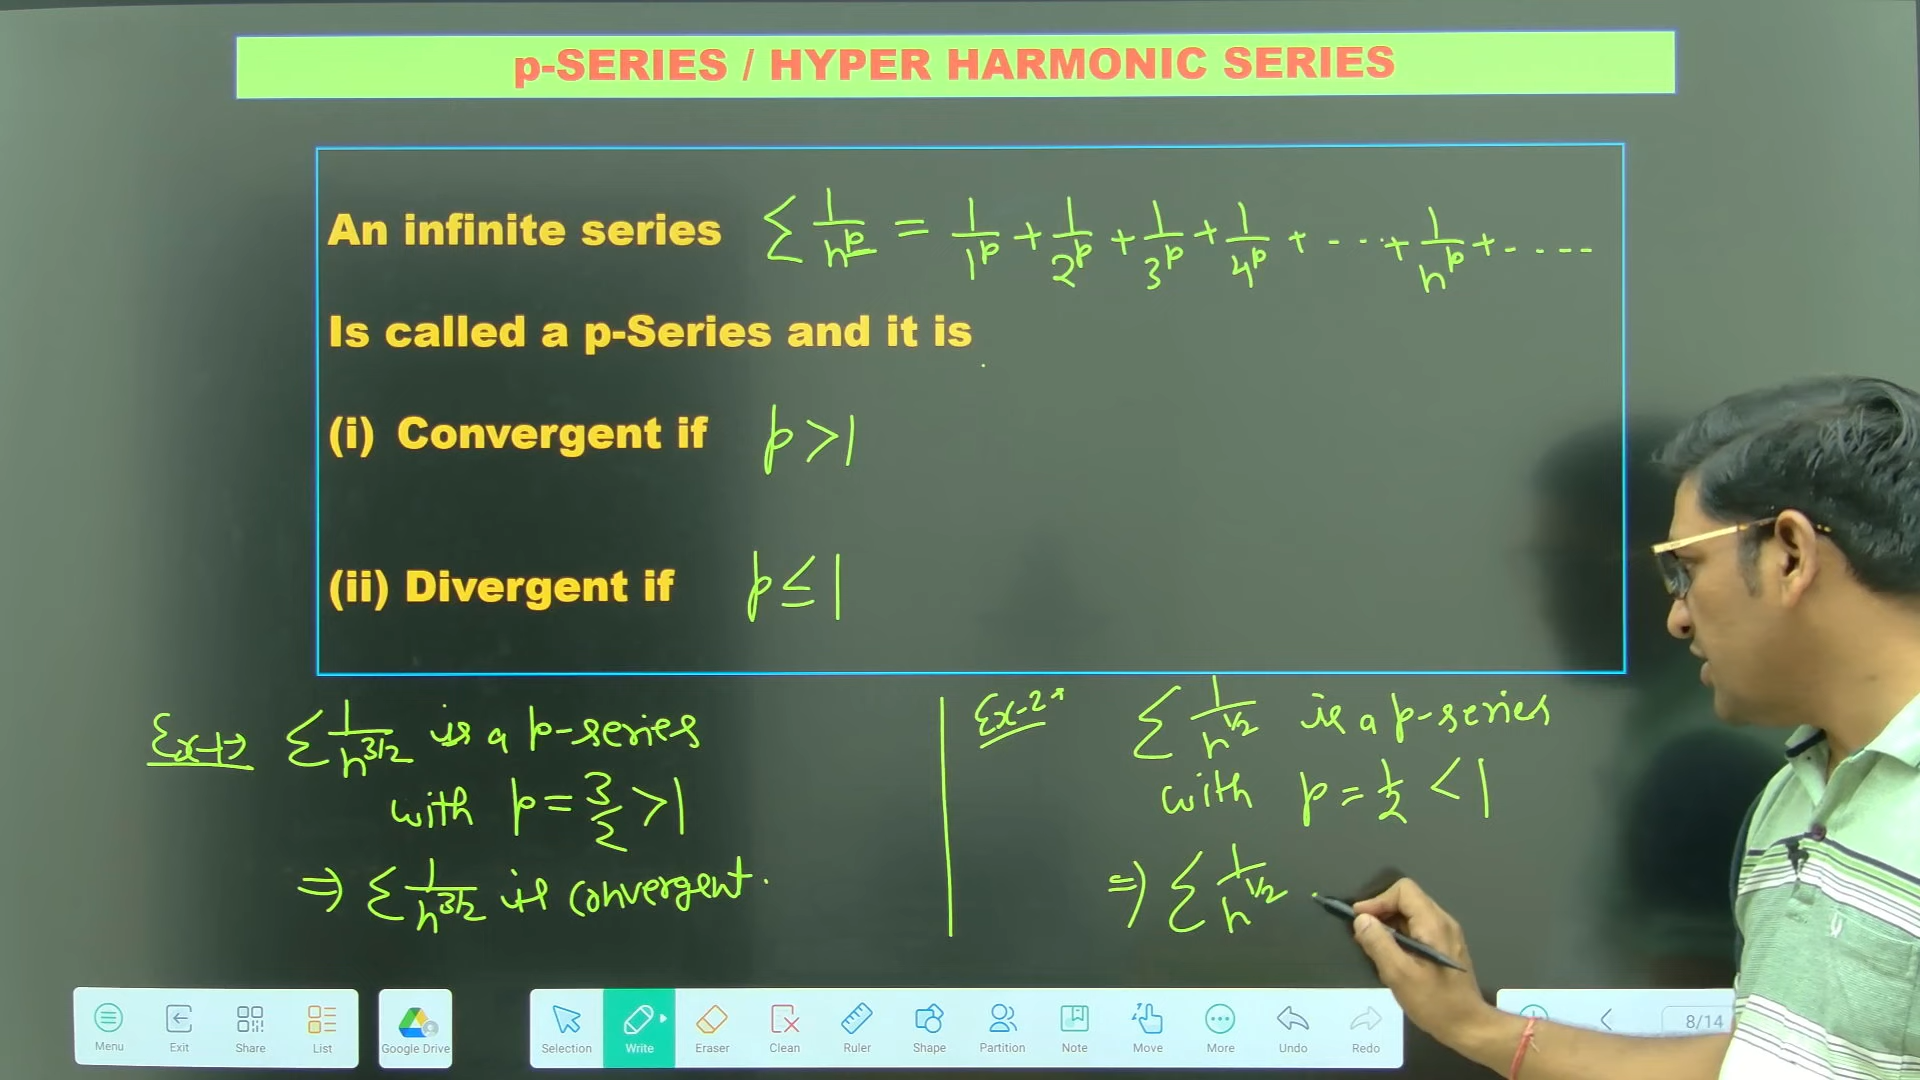 p-SERIES / HYPER HARMONIC SERIES
An infinite series ∑ 1/n^p = 1/1^p + 1/2^p + 1/3^p + 1/4^p + - - - + 1/n^p + - - - -
Is called a p-Series and it is
(i) Convergent if p > 1
(ii) Divergent if p ≤ 1
Ex-1→ ∑ 1/n^3/2 is a p-series
with p = 3/2 > 1
⇒ ∑ 1/n^3/2 is convergent.
Ex-2→ ∑ 1/n^1/2 is a p-series
with p = 1/2 < 1
⇒ ∑ 1/n^1/2
Menu Exit Share List Google Drive Selection Write Eraser Clean Ruler Shape Partition Note Move More Undo Redo 8/14